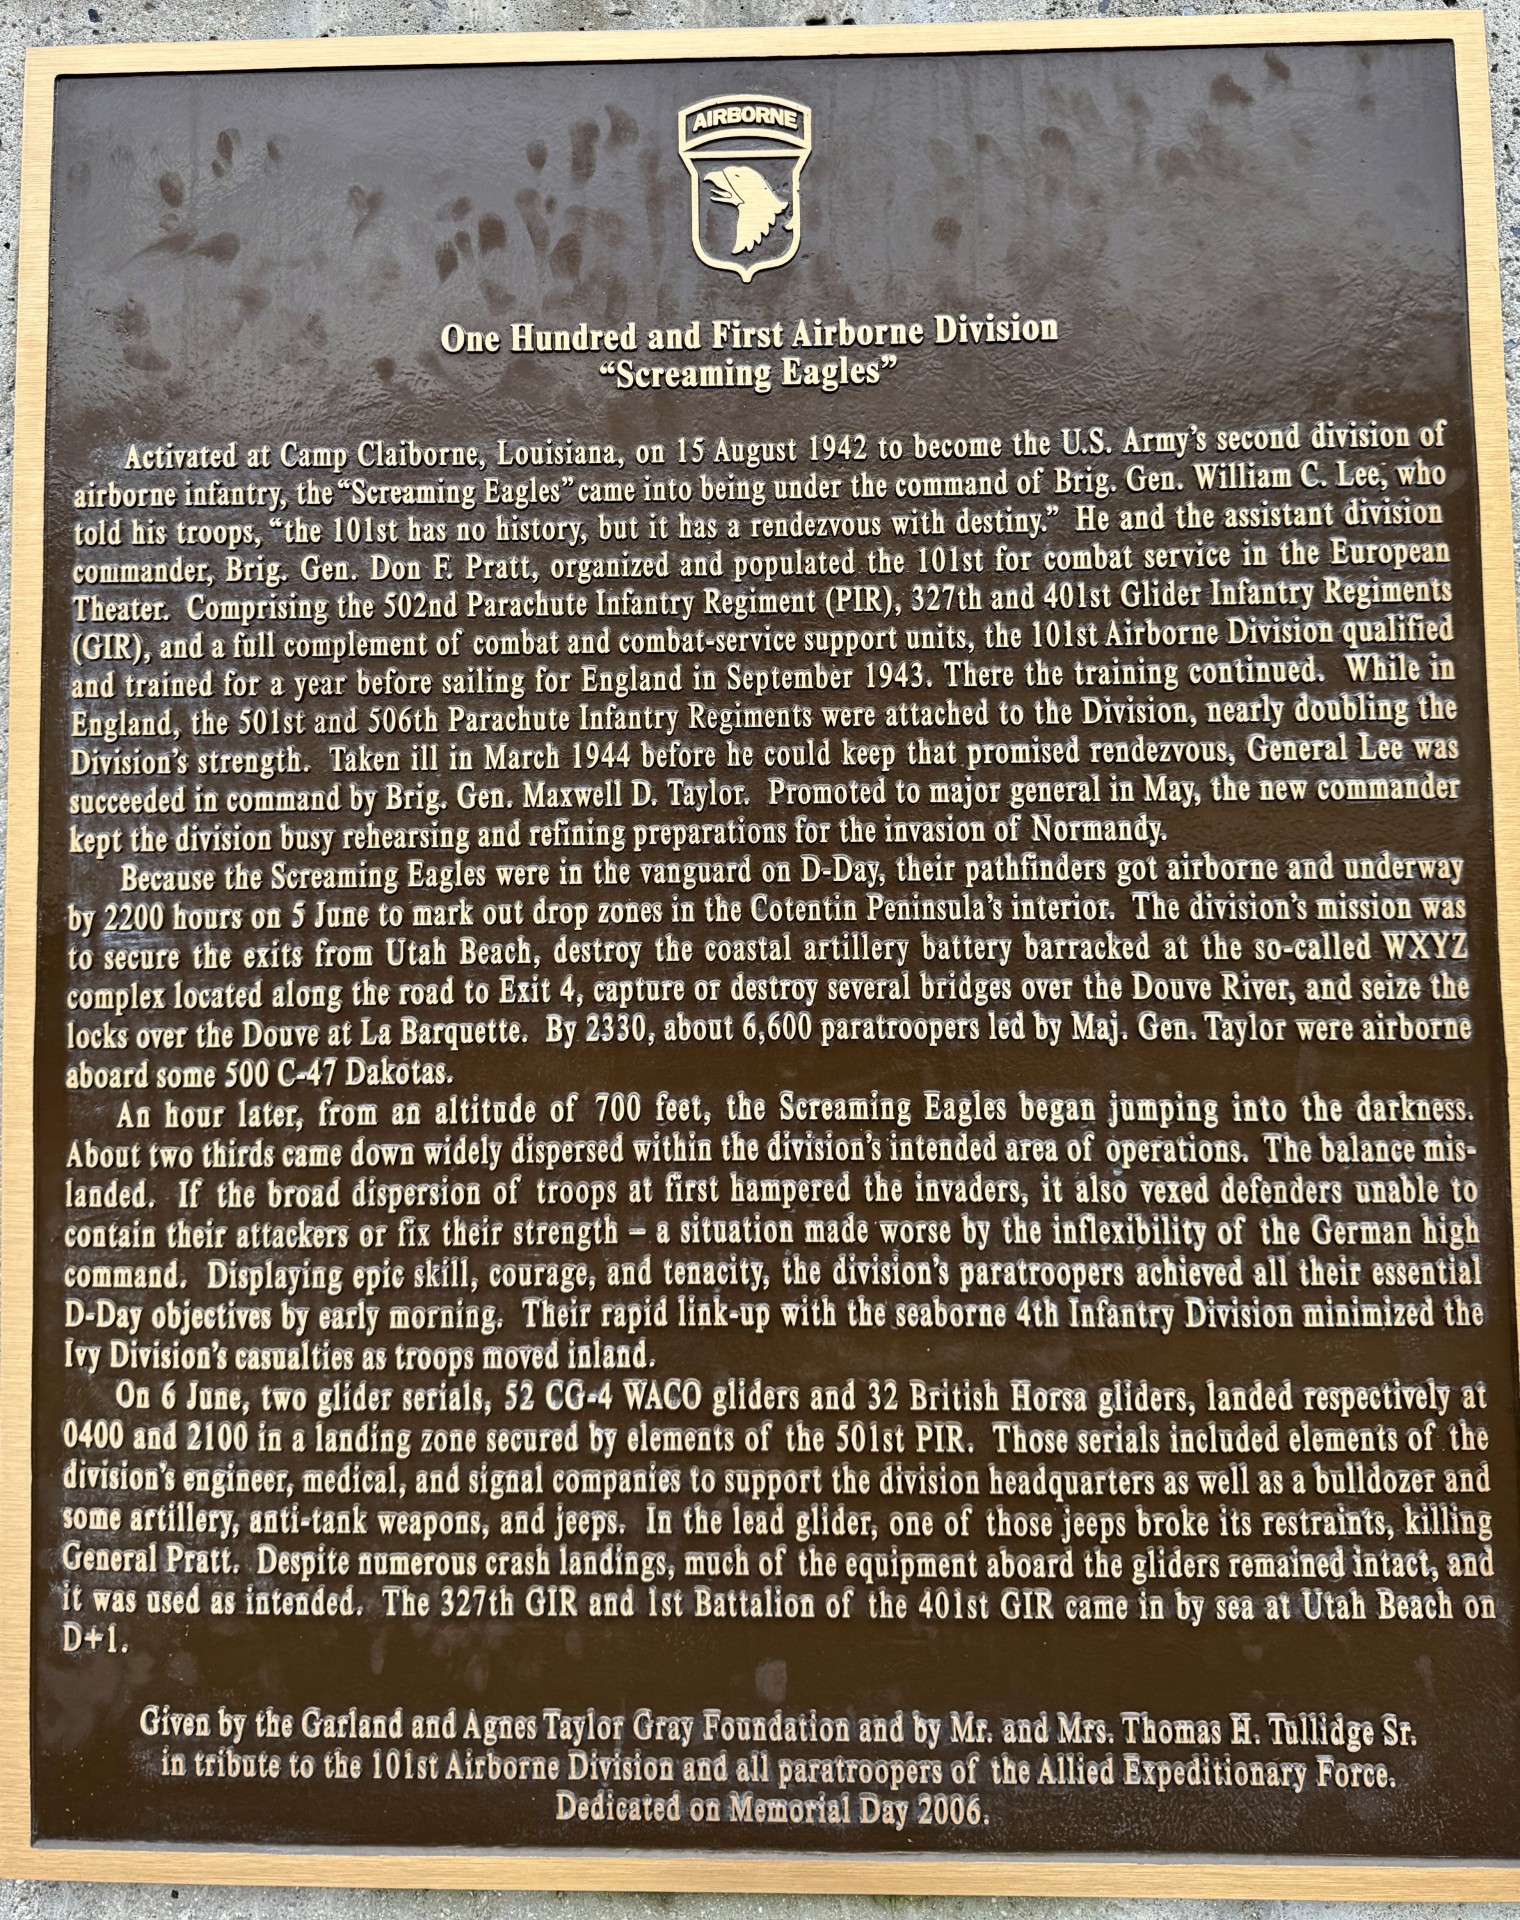 AIRBORNE
One Hundred and First Airborne Division
“Screaming Eagles”
Activated at Camp Claiborne, Louisiana, on 15 August 1942 to become the U.S. Army’s second division of
airborne infantry, the “Screaming Eagles” came into being under the command of Brig. Gen. William C. Lee, who
told his troops, “the 101st has no history, but it has a rendezvous with destiny.” He and the assistant division
commander, Brig. Gen. Don F. Pratt, organized and populated the 101st for combat service in the European
Theater. Comprising the 502nd Parachute Infantry Regiment (PIR), 327th and 401st Glider Infantry Regiments
(GIR), and a full complement of combat and combat-service support units, the 101st Airborne Division qualified
and trained for a year before sailing for England in September 1943. There the training continued. While in
England, the 501st and 506th Parachute Infantry Regiments were attached to the Division, nearly doubling the
Division’s strength. Taken ill in March 1944 before he could keep that promised rendezvous, General Lee was
succeeded in command by Brig. Gen. Maxwell D. Taylor. Promoted to major general in May, the new commander
kept the division busy rehearsing and refining preparations for the invasion of Normandy.
Because the Screaming Eagles were in the vanguard on D-Day, their pathfinders got airborne and underway
by 2200 hours on 5 June to mark out drop zones in the Cotentin Peninsula’s interior. The division’s mission was
to secure the exits from Utah Beach, destroy the coastal artillery battery barracked at the so-called WXYZ
complex located along the road to Exit 4, capture or destroy several bridges over the Douve River, and seize the
locks over the Douve at La Barquette. By 2330, about 6,600 paratroopers led by Maj. Gen. Taylor were airborne
aboard some 500 C-47 Dakotas.
An hour later, from an altitude of 700 feet, the Screaming Eagles began jumping into the darkness.
About two thirds came down widely dispersed within the division’s intended area of operations. The balance mis-
landed. If the broad dispersion of troops at first hampered the invaders, it also vexed defenders unable to
contain their attackers or fix their strength – a situation made worse by the inflexibility of the German high
command. Displaying epic skill, courage, and tenacity, the division’s paratroopers achieved all their essential
D-Day objectives by early morning. Their rapid link-up with the seaborne 4th Infantry Division minimized the
Ivy Division’s casualties as troops moved inland.
On 6 June, two glider serials, 52 CG-4 WACO gliders and 32 British Horsa gliders, landed respectively at
0400 and 2100 in a landing zone secured by elements of the 501st PIR. Those serials included elements of the
division’s engineer, medical, and signal companies to support the division headquarters as well as a bulldozer and
some artillery, anti-tank weapons, and jeeps. In the lead glider, one of those jeeps broke its restraints, killing
General Pratt. Despite numerous crash landings, much of the equipment aboard the gliders remained intact, and
it was used as intended. The 327th GIR and 1st Battalion of the 401st GIR came in by sea at Utah Beach on
D+1.
Given by the Garland and Agnes Taylor Gray Foundation and by Mr. and Mrs. Thomas H. Tullidge Sr.
in tribute to the 101st Airborne Division and all paratroopers of the Allied Expeditionary Force.
Dedicated on Memorial Day 2006.